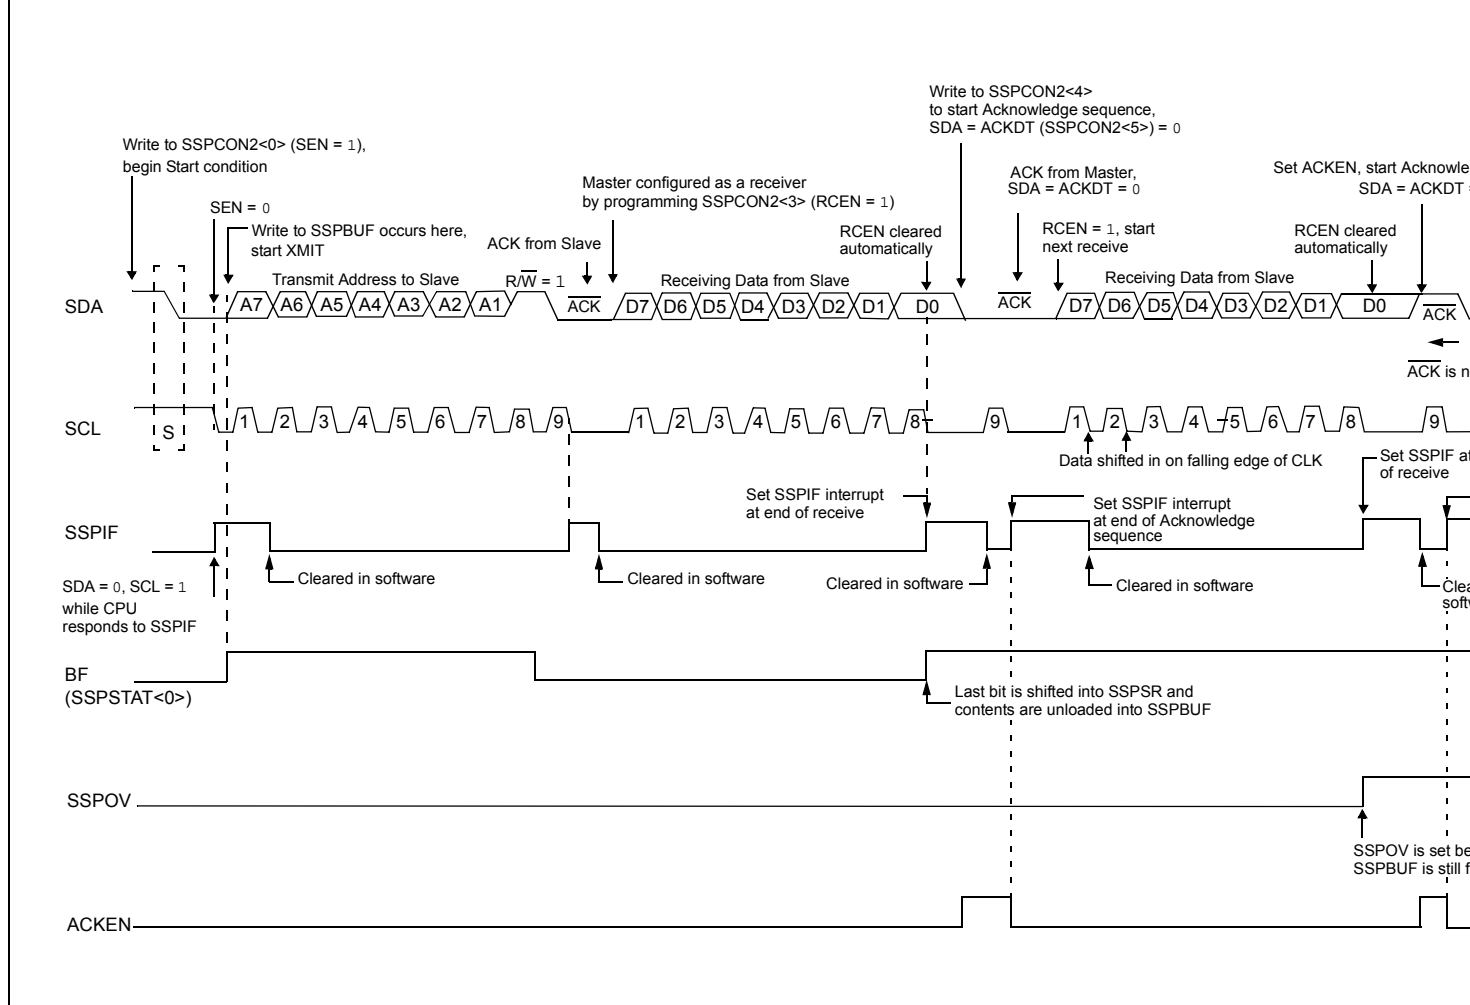 Write to SSPCON2<4>
to start Acknowledge sequence,
SDA = ACKDT (SSPCON2<5>) = 0
Write to SSPCON2<0> (SEN = 1),
begin Start condition
ACK from Master,
SDA = ACKDT = 0
Set ACKEN, start Acknowle
SDA = ACKDT
Master configured as a receiver
by programming SSPCON2<3> (RCEN = 1)
SEN = 0
Write to SSPBUF occurs here,
start XMIT
ACK from Slave
RCEN cleared
automatically
RCEN = 1, start
next receive
RCEN cleared
automatically
Transmit Address to Slave
R/W = 1
Receiving Data from Slave
Receiving Data from Slave
SDA
A7 A6 A5 A4 A3 A2 A1
ACK
D7 D6 D5 D4 D3 D2 D1 D0
ACK
D7 D6 D5 D4 D3 D2 D1 D0
ACK
ACK is n
SCL
S
1 2 3 4 5 6 7 8 9
1 2 3 4 5 6 7 8 9
1 2 3 4 5 6 7 8 9
Data shifted in on falling edge of CLK
Set SSPIF at
of receive
Set SSPIF interrupt
at end of receive
Set SSPIF interrupt
at end of Acknowledge
sequence
SSPIF
Cleared in software
Cleared in software
Cleared in software
Cleared in software
Clea
softw
SDA = 0, SCL = 1
while CPU
responds to SSPIF
BF
(SSPSTAT<0>)
Last bit is shifted into SSPSR and
contents are unloaded into SSPBUF
SSPOV
SSPOV is set be
SSPBUF is still f
ACKEN